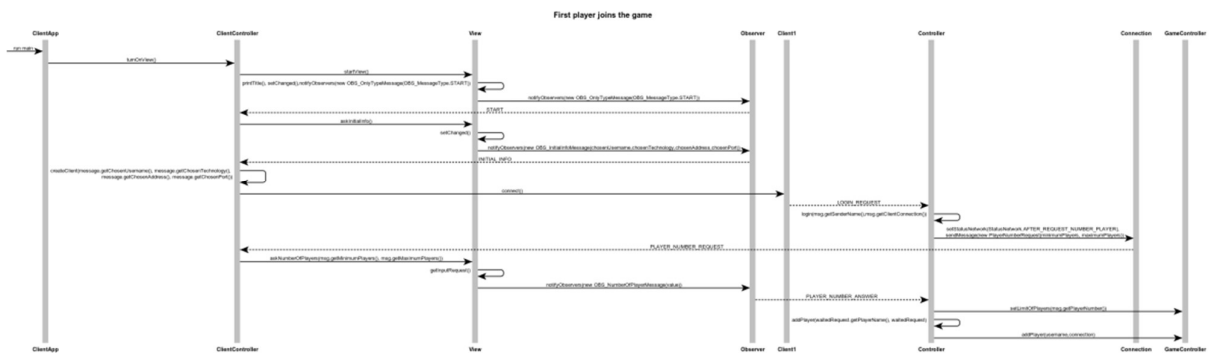 First player joins the game
ClientApp ClientController View Observer Client1 Controller Connection GameController
run main
turnOnView()
startView()
printTitle(), setChanged(),notifyObservers(new OBS_OnlyTypeMessage(OBS_MessageType.START))
notifyObservers(new OBS_OnlyTypeMessage(OBS_MessageType.START))
START
askInitialInfo()
setChanged()
notifyObservers(new OBS_InitialInfoMessage(chosenUsername,chosenTechnology,chosenAddress,chosenPort))
INITIAL_INFO
createClient(message.getChosenUsername(), message.getChosenTechnology(),
message.getChosenAddress(), message.getChosenPort())
connect()
LOGIN_REQUEST
login(msg.getSenderName(),msg.getClientConnection())
setStatusNetwork(StatusNetwork.AFTER_REQUEST_NUMBER_PLAYER),
sendMessage(new PlayerNumberRequest(minimumPlayers, maximumPlayers))
PLAYER_NUMBER_REQUEST
askNumberOfPlayers(msg.getMinimumPlayers(), msg.getMaximumPlayers())
getInputRequest()
notifyObservers(new OBS_NumberOfPlayerMessage(value))
PLAYER_NUMBER_ANSWER
setLimitOfPlayers(msg.getPlayerNumber())
addPlayer(waitedRequest.getPlayerName(), waitedRequest)
addPlayer(username,connection)
ClientApp ClientController View Observer Client1 Controller Connection GameController